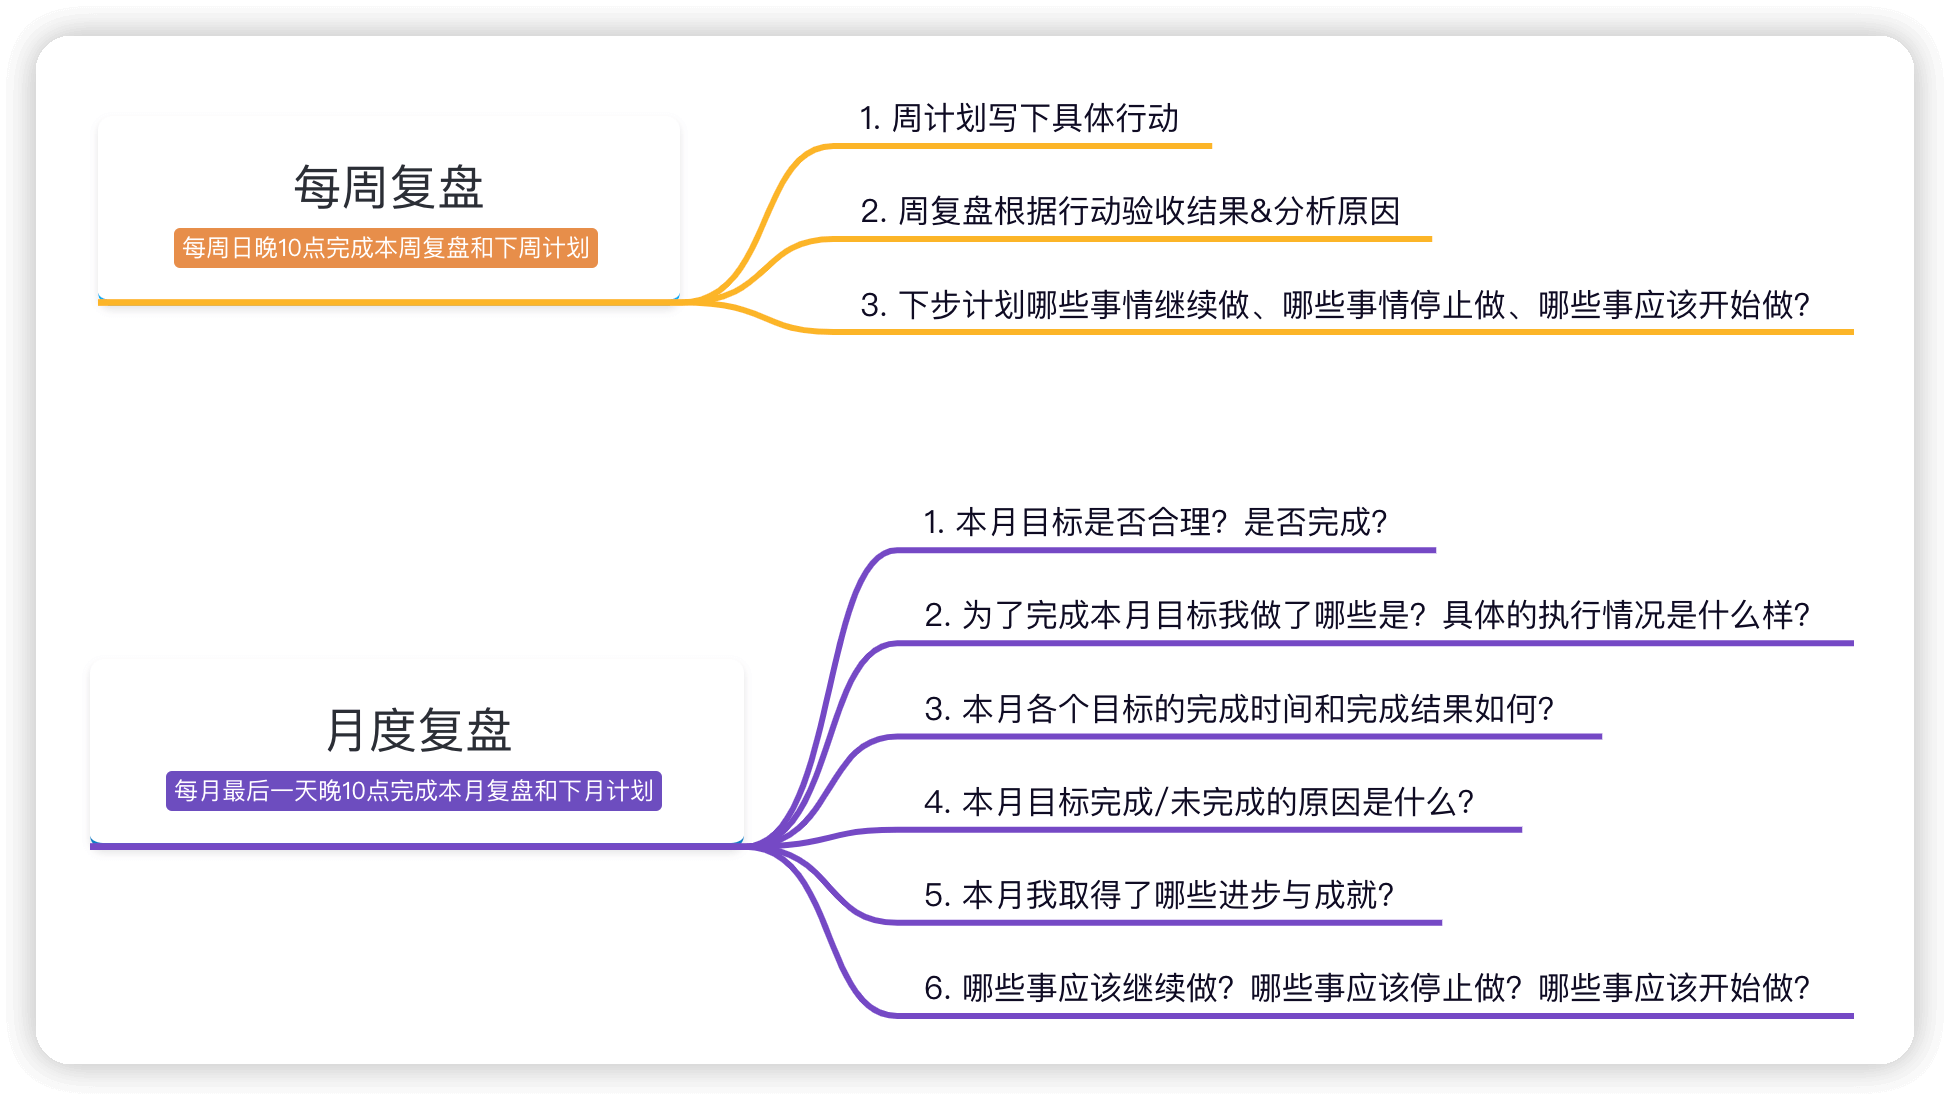 每周复盘
每周日晚10点完成本周复盘和下周计划
1. 周计划写下具体行动
2. 周复盘根据行动验收结果&分析原因
3. 下步计划哪些事情继续做、哪些事情停止做、哪些事应该开始做?
月度复盘
每月最后一天晚10点完成本月复盘和下月计划
1. 本月目标是否合理? 是否完成?
2. 为了完成本月目标我做了哪些是? 具体的执行情况是什么样?
3. 本月各个目标的完成时间和完成结果如何?
4. 本月目标完成/未完成的原因是什么?
5. 本月我取得了哪些进步与成就?
6. 哪些事应该继续做? 哪些事应该停止做? 哪些事应该开始做?